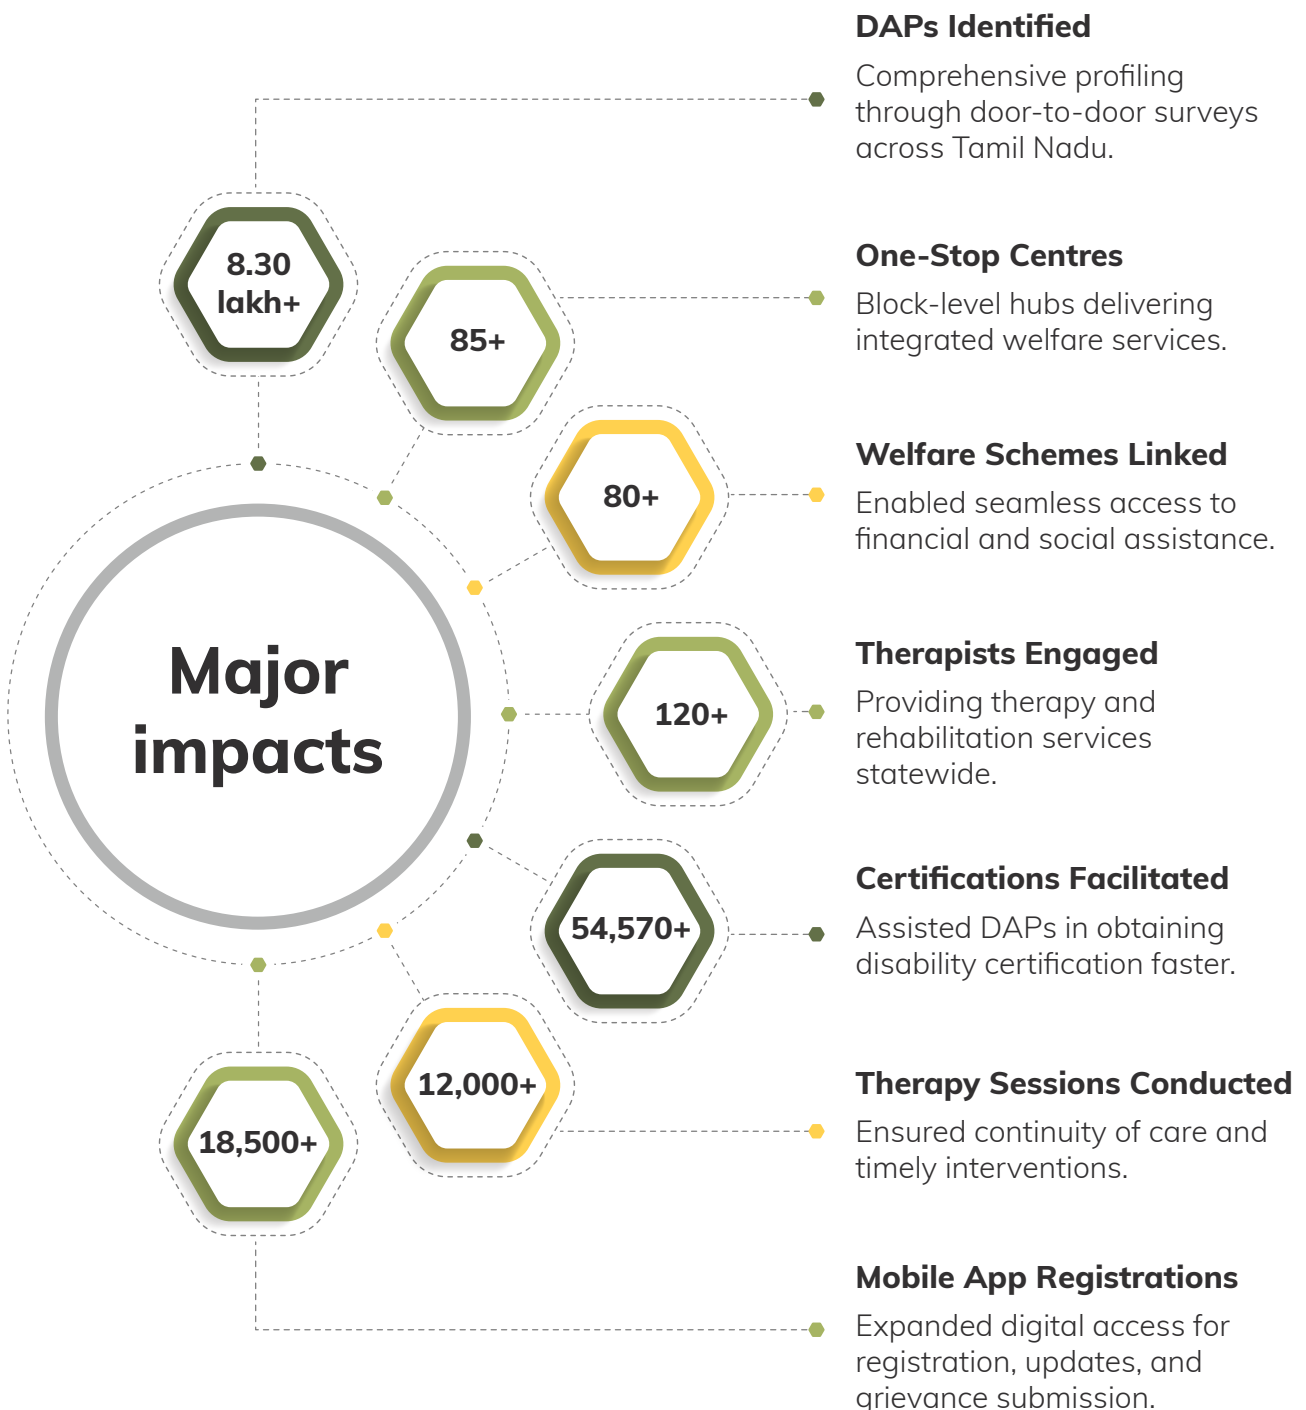 Major
impacts
8.30
lakh+
DAPs Identified
Comprehensive profiling
through door-to-door surveys
across Tamil Nadu.
85+
One-Stop Centres
Block-level hubs delivering
integrated welfare services.
80+
Welfare Schemes Linked
Enabled seamless access to
financial and social assistance.
120+
Therapists Engaged
Providing therapy and
rehabilitation services
statewide.
54,570+
Certifications Facilitated
Assisted DAPs in obtaining
disability certification faster.
12,000+
Therapy Sessions Conducted
Ensured continuity of care and
timely interventions.
18,500+
Mobile App Registrations
Expanded digital access for
registration, updates, and
grievance submission.